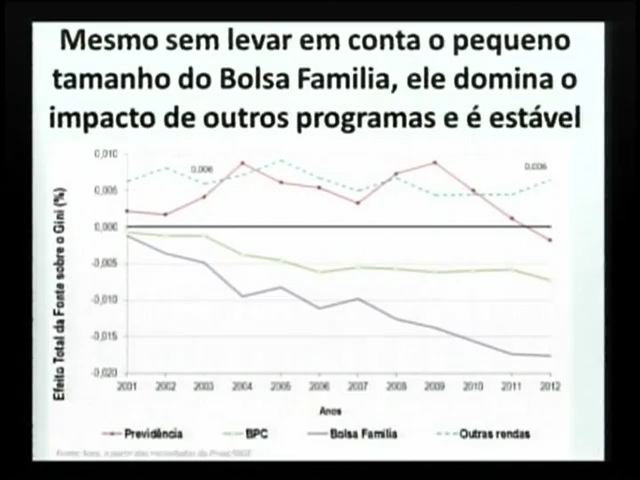 Mesmo sem levar em conta o pequeno
tamanho do Bolsa Familia, ele domina o
impacto de outros programas e é estável
0,010
0,005
0,000
-0,005
-0,010
-0,015
-0,020
Efeito Total da Fonte sobre o Gini (%)
0,006
0,006
2001 2002 2003 2004 2005 2006 2007 2008 2009 2010 2011 2012
Anos
Previdência BPC Bolsa Familia Outras rendas